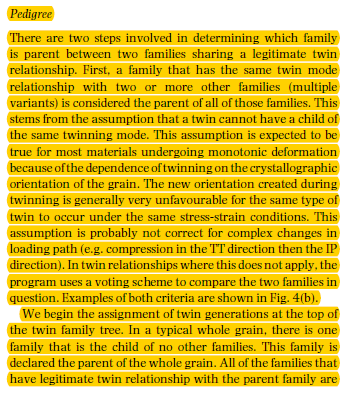 Pedigree
There are two steps involved in determining which family
is parent between two families sharing a legitimate twin
relationship. First, a family that has the same twin mode
relationship with two or more other families (multiple
variants) is considered the parent of all of those families. This
stems from the assumption that a twin cannot have a child of
the same twinning mode. This assumption is expected to be
true for most materials undergoing monotonic deformation
because of the dependence of twinning on the crystallographic
orientation of the grain. The new orientation created during
twinning is generally very unfavourable for the same type of
twin to occur under the same stress-strain conditions. This
assumption is probably not correct for complex changes in
loading path (e.g. compression in the TT direction then the IP
direction). In twin relationships where this does not apply, the
program uses a voting scheme to compare the two families in
question. Examples of both criteria are shown in Fig. 4(b).
We begin the assignment of twin generations at the top of
the twin family tree. In a typical whole grain, there is one
family that is the child of no other families. This family is
declared the parent of the whole grain. All of the families that
have legitimate twin relationship with the parent family are